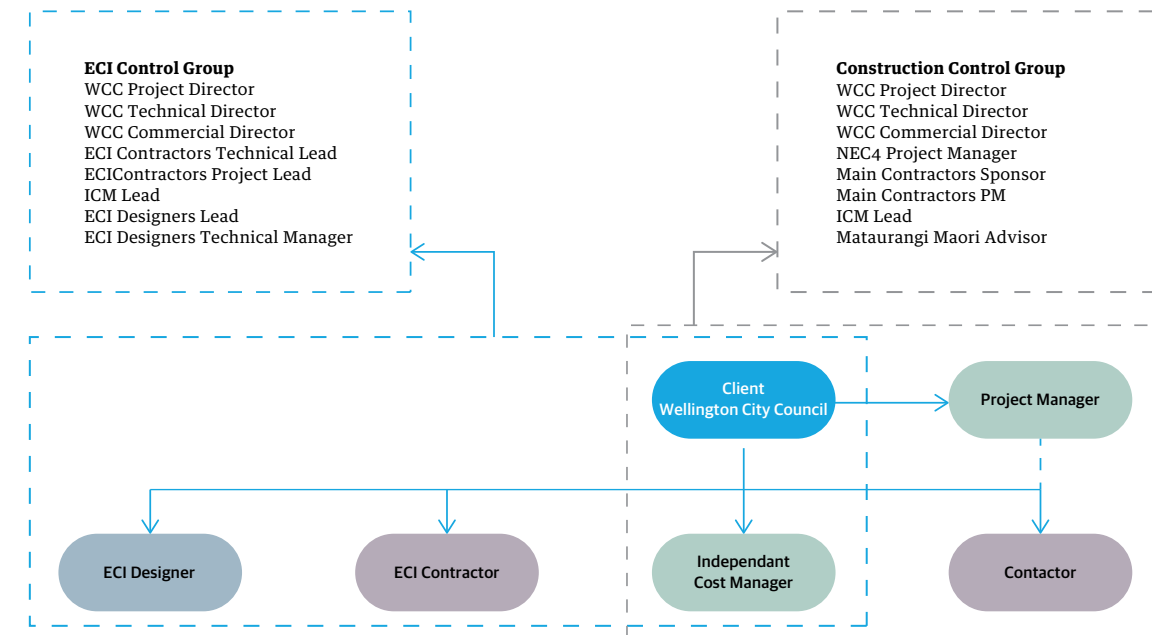 ECI Control Group
WCC Project Director
WCC Technical Director
WCC Commercial Director
ECI Contractors Technical Lead
ECIContractors Project Lead
ICM Lead
ECI Designers Lead
ECI Designers Technical Manager
Construction Control Group
WCC Project Director
WCC Technical Director
WCC Commercial Director
NEC4 Project Manager
Main Contractors Sponsor
Main Contractors PM
ICM Lead
Mataurangi Maori Advisor
Client
Wellington City Council
Project Manager
ECI Designer
ECI Contractor
Independant
Cost Manager
Contactor